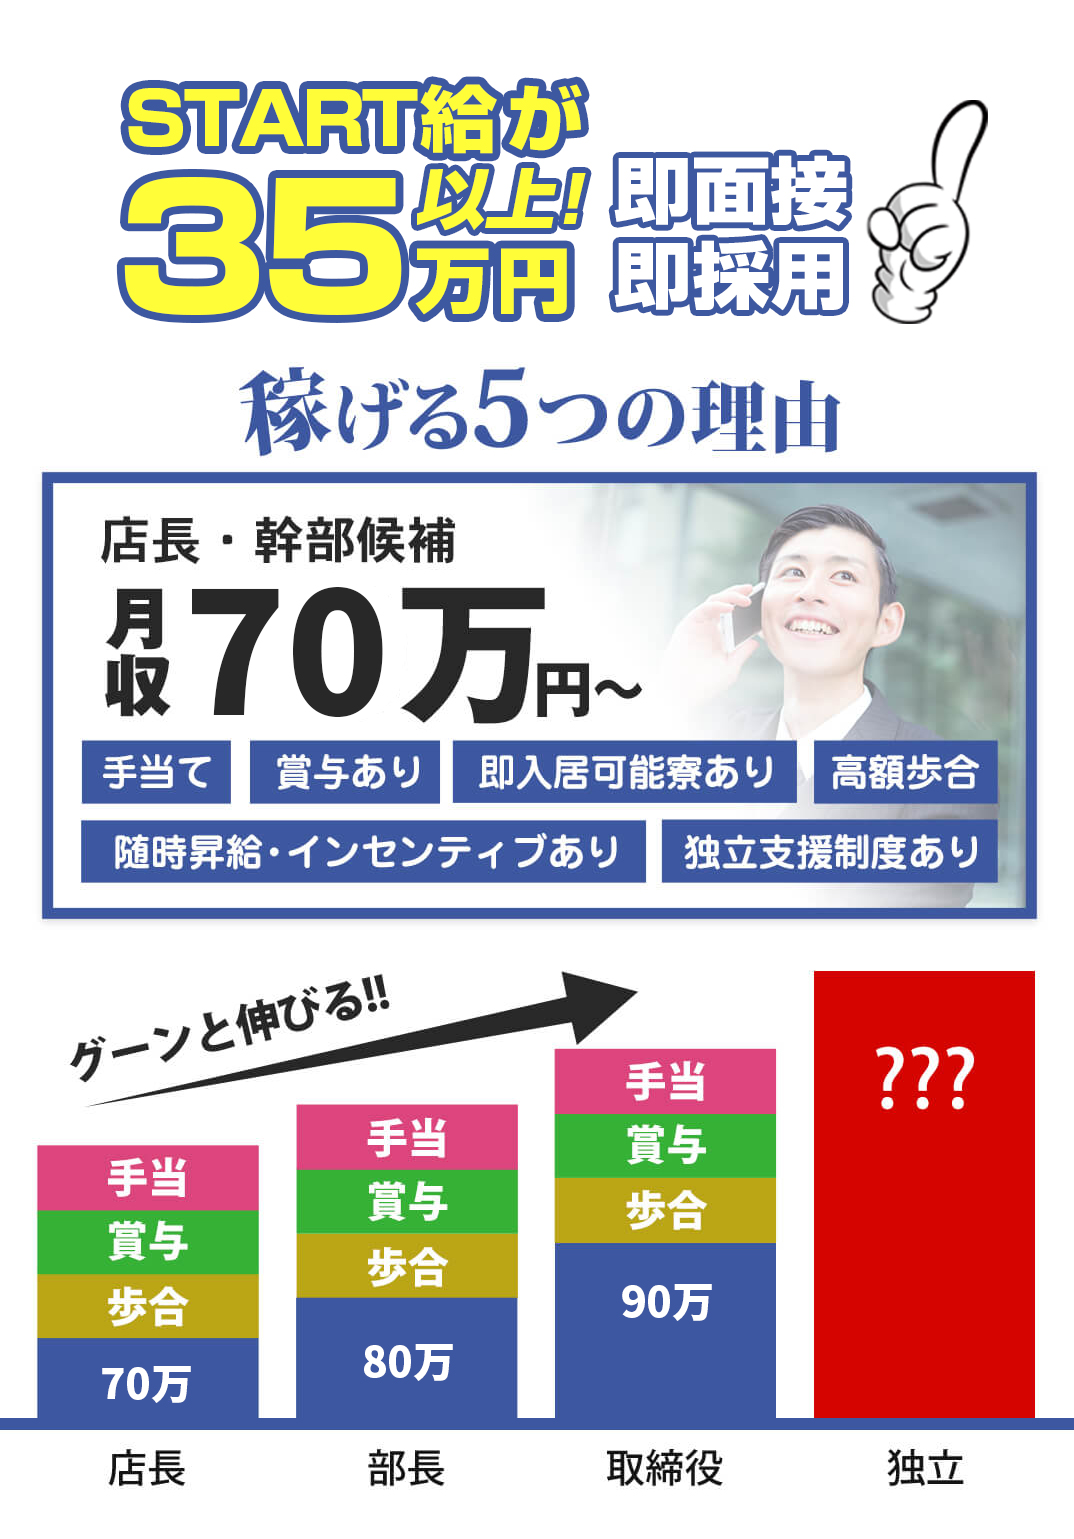 START給が
35万円以上!
即面接
即採用
稼げる5つの理由
店長・幹部候補
月収70万円〜
手当て
賞与あり
即入居可能寮あり
高額歩合
随時昇給・インセンティブあり
独立支援制度あり
グーンと伸びる!!
手当
賞与
歩合
70万
手当
賞与
歩合
80万
手当
賞与
歩合
90万
???
店長
部長
取締役
独立